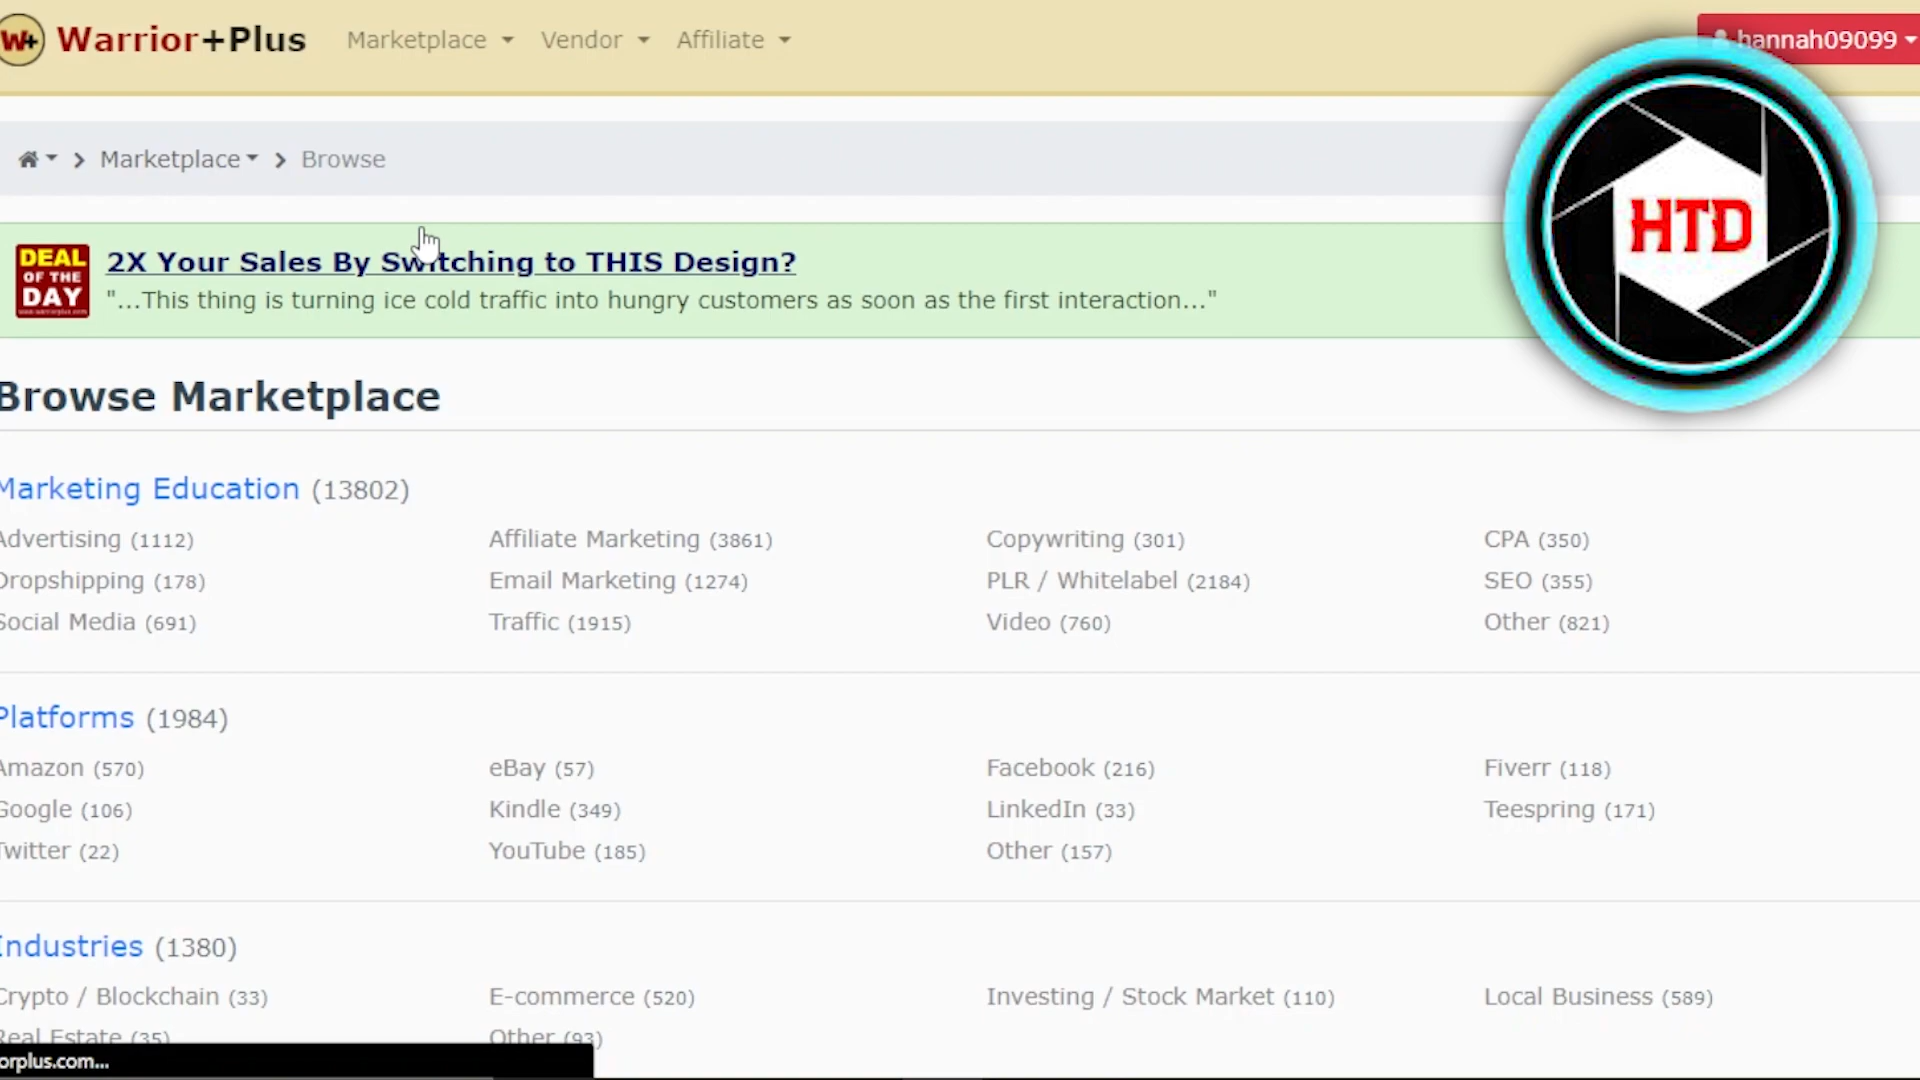 W+ Warrior+Plus Marketplace Vendor Affiliate hannah09099
Marketplace > Browse
HTD
DEAL OF THE DAY
2X Your Sales By Switching to THIS Design?
"...This thing is turning ice cold traffic into hungry customers as soon as the first interaction..."
Browse Marketplace
Marketing Education (13802)
Advertising (1112) Affiliate Marketing (3861) Copywriting (301) CPA (350)
Dropshipping (178) Email Marketing (1274) PLR / Whitelabel (2184) SEO (355)
Social Media (691) Traffic (1915) Video (760) Other (821)
Platforms (1984)
Amazon (570) eBay (57) Facebook (216) Fiverr (118)
Google (106) Kindle (349) LinkedIn (33) Teespring (171)
Twitter (22) YouTube (185) Other (157)
Industries (1380)
Crypto / Blockchain (33) E-commerce (520) Investing / Stock Market (110) Local Business (589)
Real Estate (35) Other (93)
orplus.com...